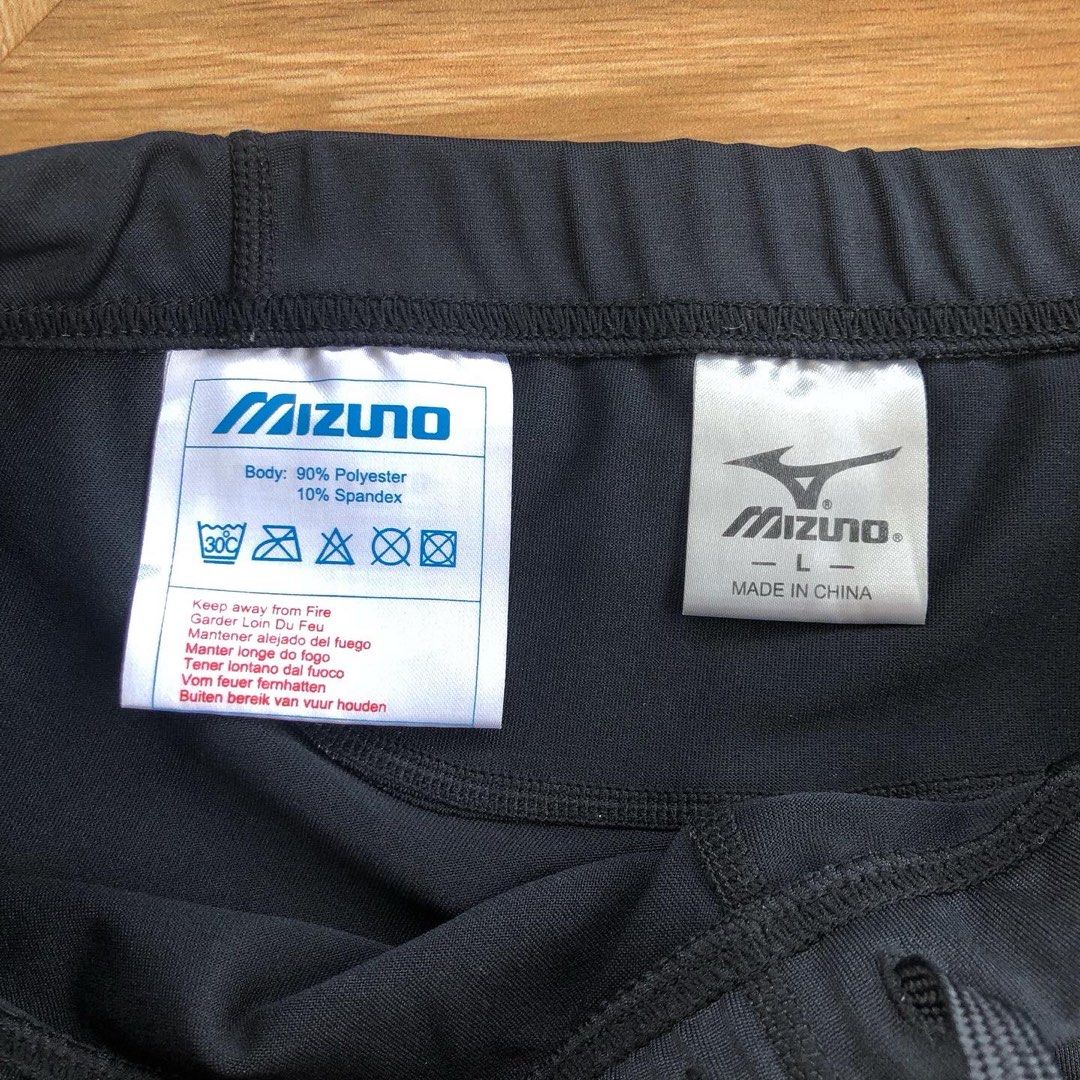 MIZUNO
Body: 90% Polyester
10% Spandex
30°C
Keep away from Fire
Garder Loin Du Feu
Mantener alejado del fuego
Manter longe do fogo
Tener lontano dal fuoco
Vom feuer fernhatten
Buiten bereik van vuur houden
®
MIZUNO®
— L —
MADE IN CHINA